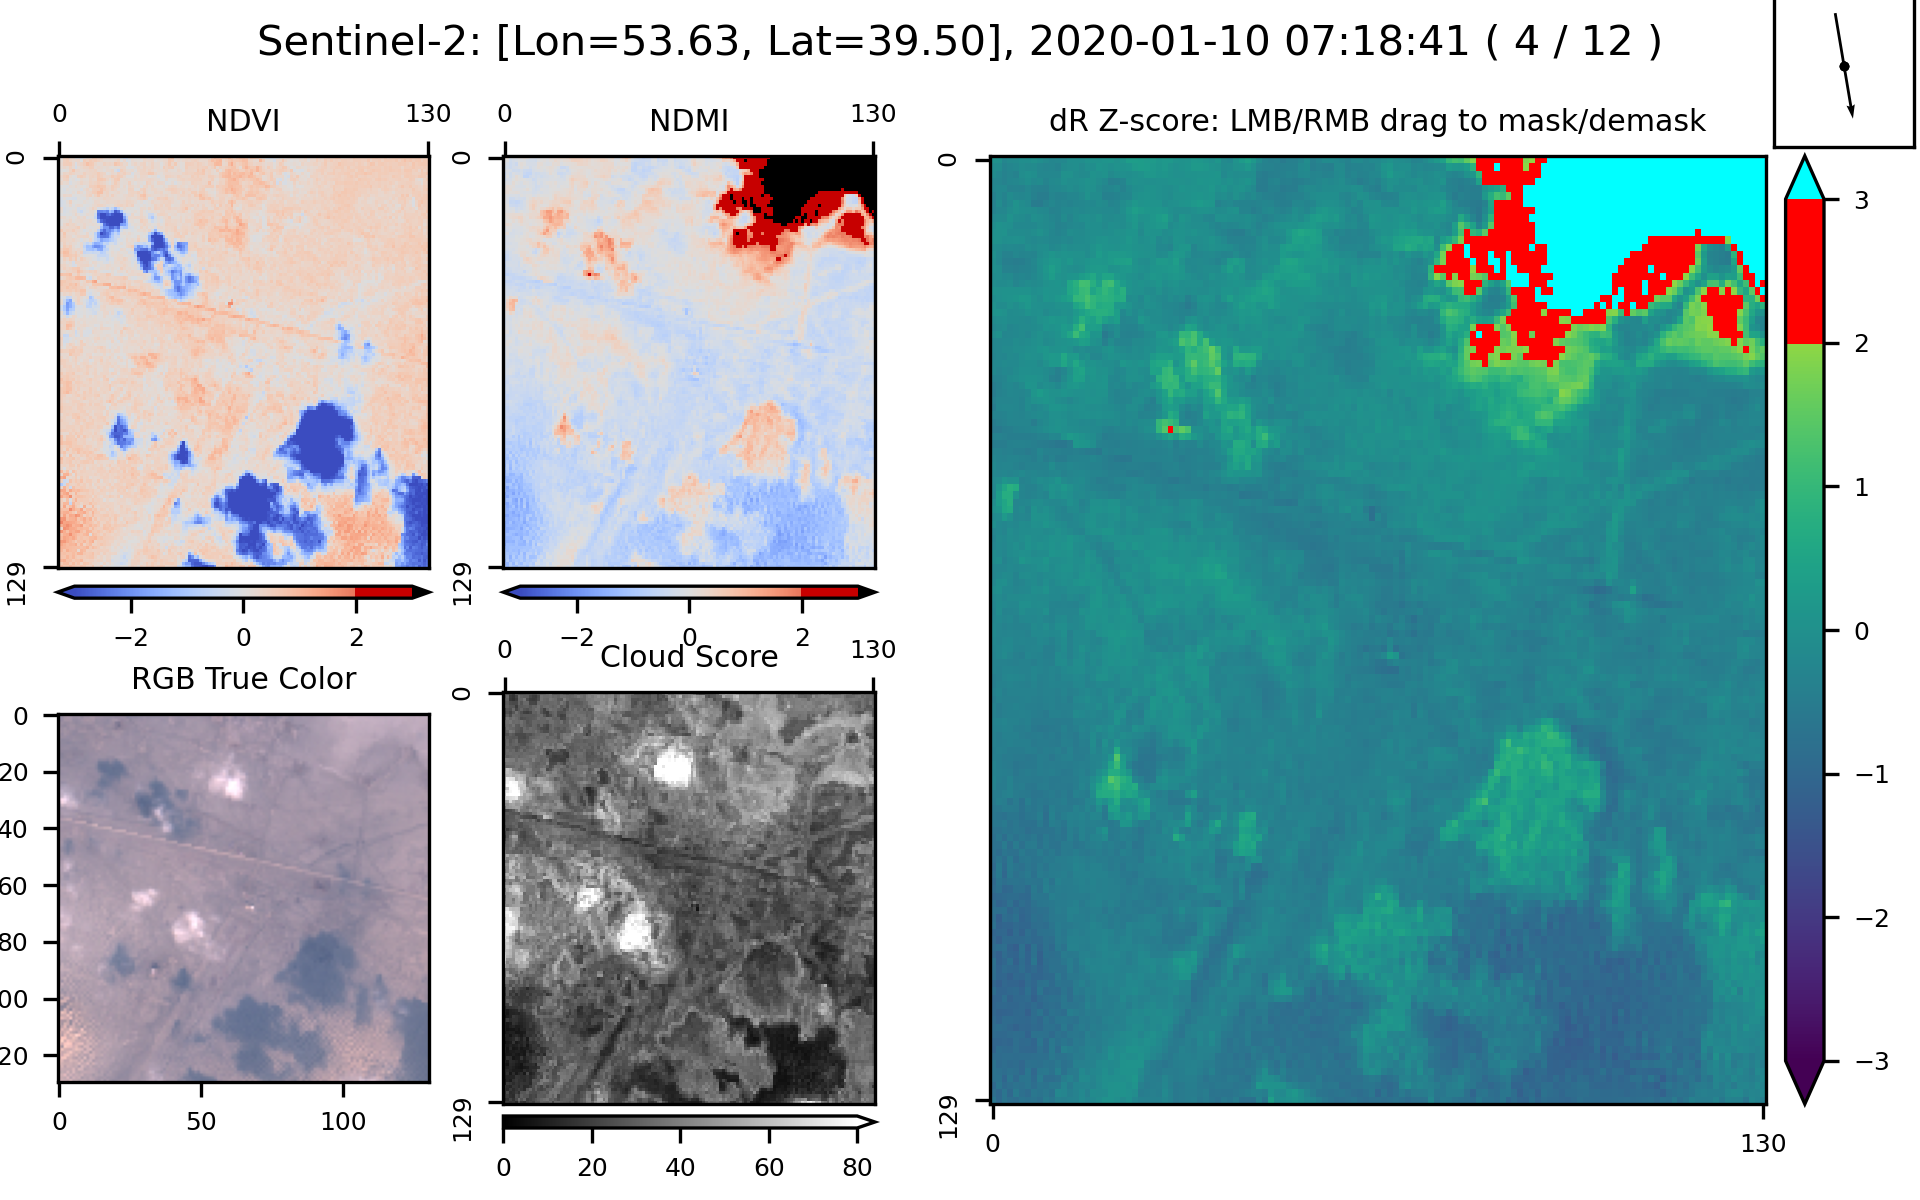 Sentinel-2: [Lon=53.63, Lat=39.50], 2020-01-10 07:18:41 ( 4 / 12 )
0 NDVI 130
0
129
−2 0 2
0 NDMI 130
0
129
−2 0 2
dR Z-score: LMB/RMB drag to mask/demask
0
129
0 130
3
2
1
0
−1
−2
−3
RGB True Color
0
20
40
60
80
00
20
0 50 100
0 Cloud Score 130
0
129
0 20 40 60 80